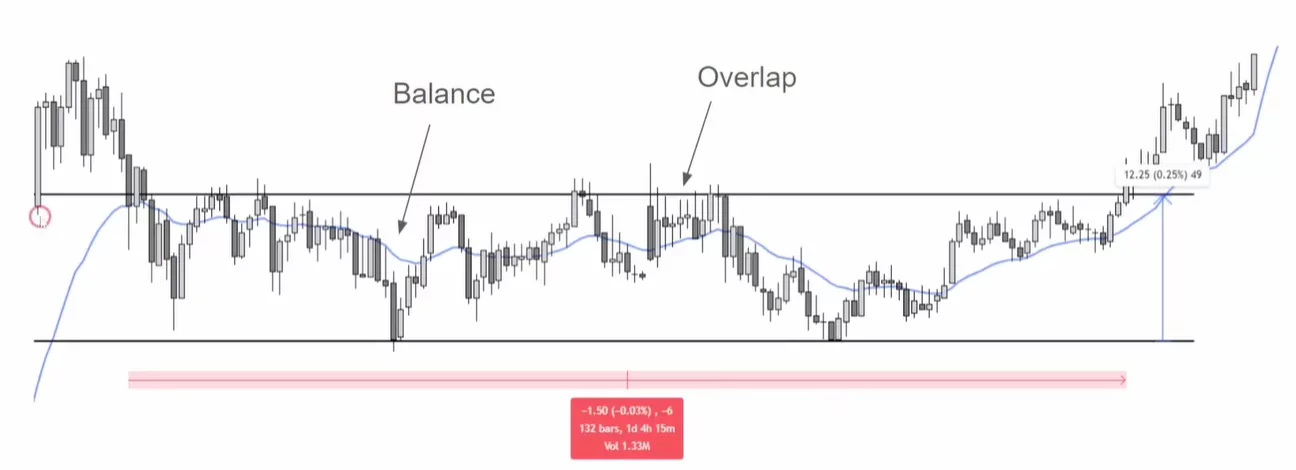 Overlap
Balance
12.25 (0.25%) 49
−1.50 (−0.03%) , −6
132 bars, 1d 4h 15m
Vol 1.33M